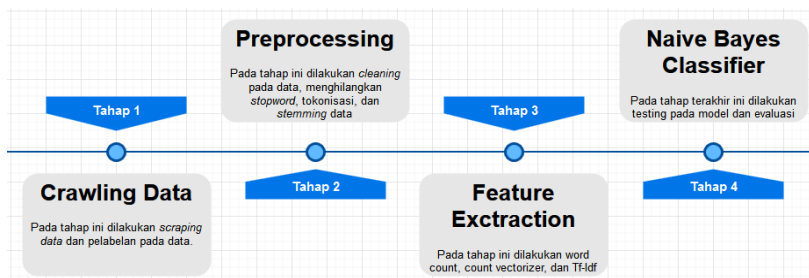 Tahap 1
Crawling Data
Pada tahap ini dilakukan scraping
data dan pelabelan pada data.
Preprocessing
Pada tahap ini dilakukan cleaning
pada data, menghilangkan
stopword, tokonisasi, dan
stemming data
Tahap 2
Tahap 3
Feature
Exctraction
Pada tahap ini dilakukan word
count, count vectorizer, dan Tf-Idf
Naive Bayes
Classifier
Pada tahap terakhir ini dilakukan
testing pada model dan evaluasi
Tahap 4